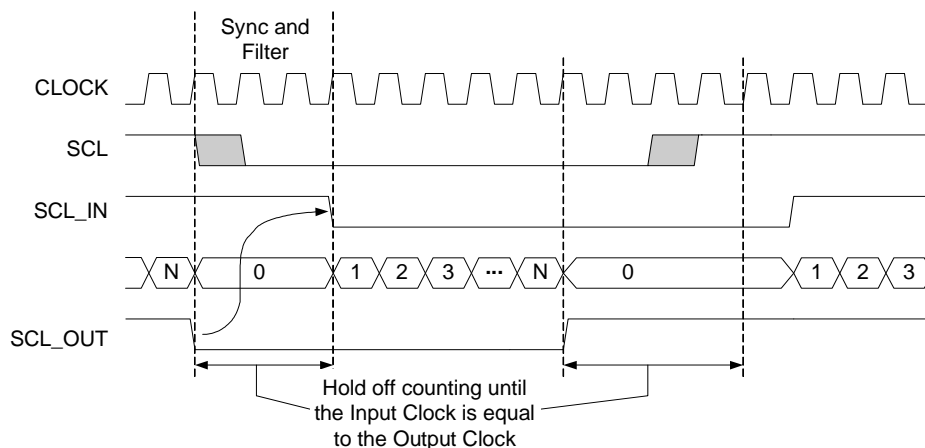 Sync and
Filter
CLOCK
SCL
SCL_IN
N 0 1 2 3 ... N 0 1 2 3
SCL_OUT
Hold off counting until
the Input Clock is equal
to the Output Clock